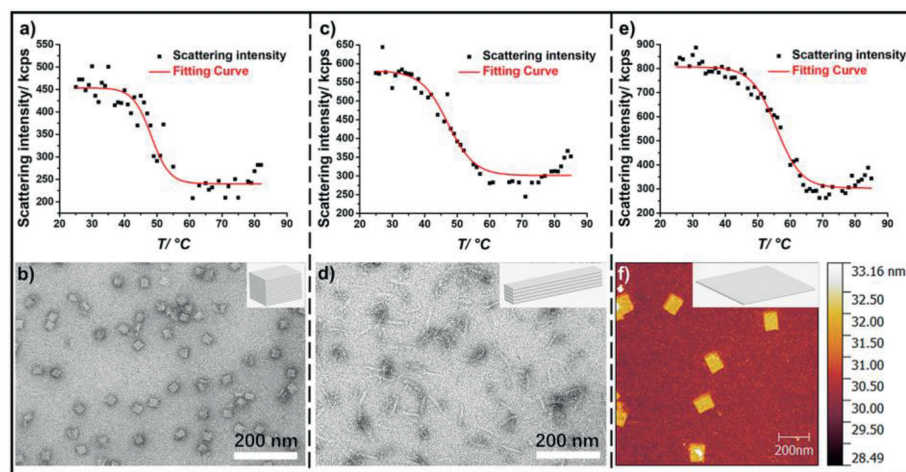 a)
Scattering intensity/ kcps
550
500
450
400
350
300
250
200
Scattering intensity
Fitting Curve
20 30 40 50 60 70 80 90
T/ °C
b)
200 nm
c)
Scattering intensity/ kcps
650
600
550
500
450
400
350
300
250
200
Scattering intensity
Fitting Curve
20 30 40 50 60 70 80 90
T/ °C
d)
200 nm
e)
Scattering intensity/ kcps
900
800
700
600
500
400
300
200
Scattering intensity
Fitting Curve
20 30 40 50 60 70 80 90
T/ °C
f)
200nm
33.16 nm
32.50
32.00
31.50
31.00
30.50
30.00
29.50
28.49